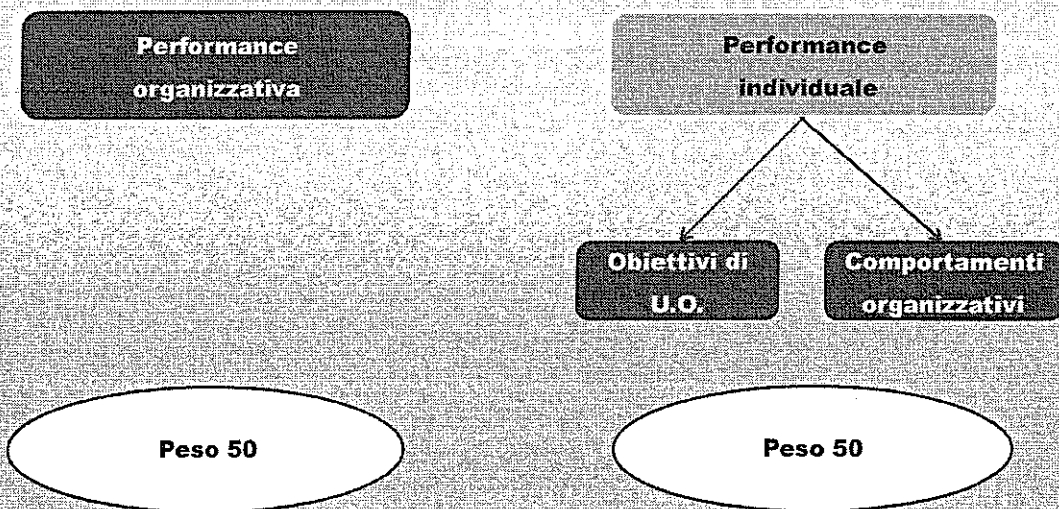 Performance
organizzativa
Performance
individuale
Obiettivi di
U.O.
Comportamenti
organizzativi
Peso 50
Peso 50